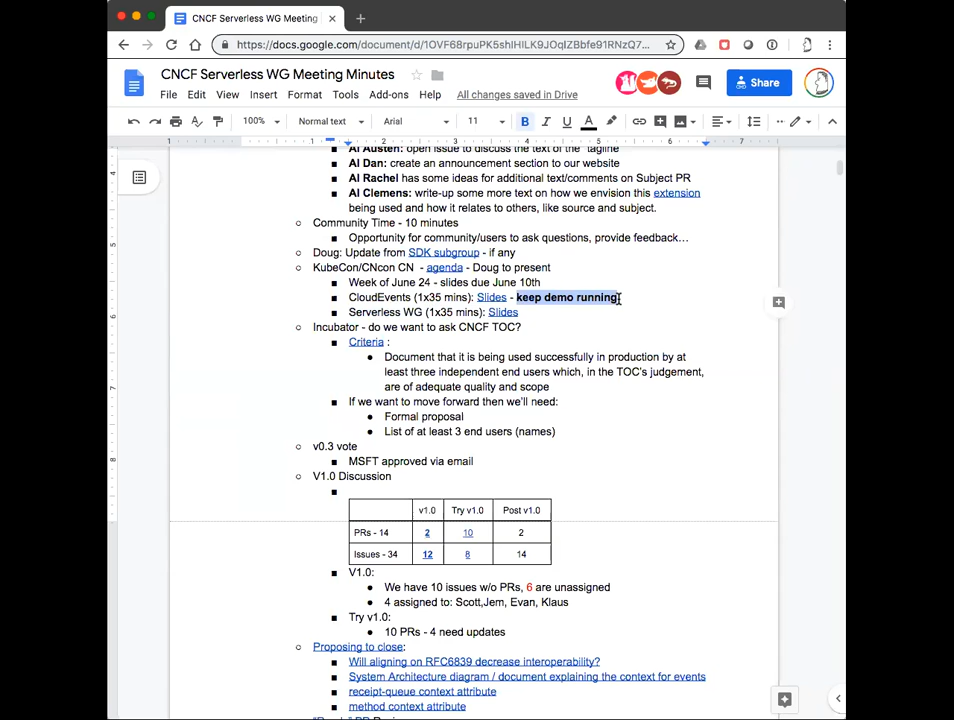 CNCF Serverless WG Meeting
https://docs.google.com/document/d/1OVF68rpuPK5shIHILK9JOqIZBbfe91RNzQ7...
CNCF Serverless WG Meeting Minutes
File Edit View Insert Format Tools Add-ons Help All changes saved in Drive
Share
100% Normal text Arial 11 B I U A
1 1 2 3 4 5 6 7
AI Austen: open issue to discuss the text of the "tagline"
AI Dan: create an announcement section to our website
AI Rachel has some ideas for additional text/comments on Subject PR
AI Clemens: write-up some more text on how we envision this extension
being used and how it relates to others, like source and subject.
Community Time - 10 minutes
Opportunity for community/users to ask questions, provide feedback…
Doug: Update from SDK subgroup - if any
KubeCon/CNcon CN - agenda - Doug to present
Week of June 24 - slides due June 10th
CloudEvents (1x35 mins): Slides - keep demo running
Serverless WG (1x35 mins): Slides
Incubator - do we want to ask CNCF TOC?
Criteria :
Document that it is being used successfully in production by at
least three independent end users which, in the TOC's judgement,
are of adequate quality and scope
If we want to move forward then we'll need:
Formal proposal
List of at least 3 end users (names)
v0.3 vote
MSFT approved via email
V1.0 Discussion
v1.0 Try v1.0 Post v1.0
PRs - 14 2 10 2
Issues - 34 12 8 14
V1.0:
We have 10 issues w/o PRs, 6 are unassigned
4 assigned to: Scott,Jem, Evan, Klaus
Try v1.0:
10 PRs - 4 need updates
Proposing to close:
Will aligning on RFC6839 decrease interoperability?
System Architecture diagram / document explaining the context for events
receipt-queue context attribute
method context attribute